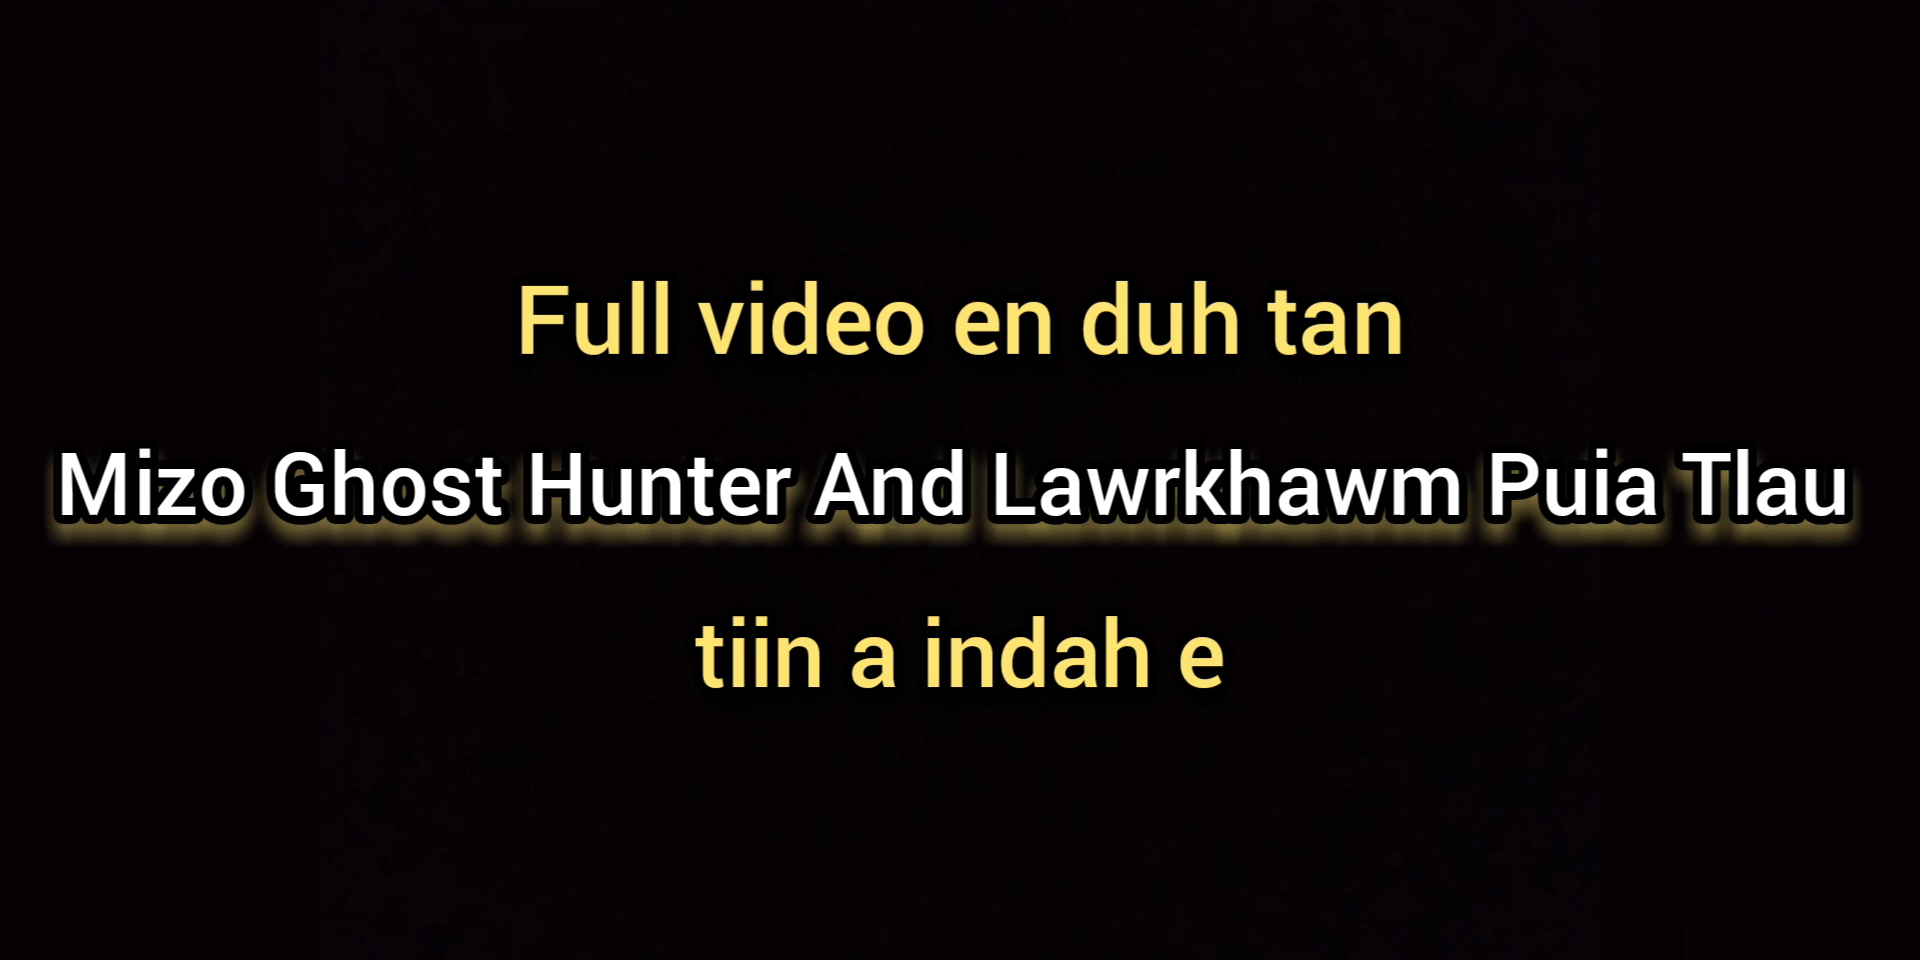 Full video en duh tan
Mizo Ghost Hunter And Lawrkhawm Puia Tlau
tiin a indah e